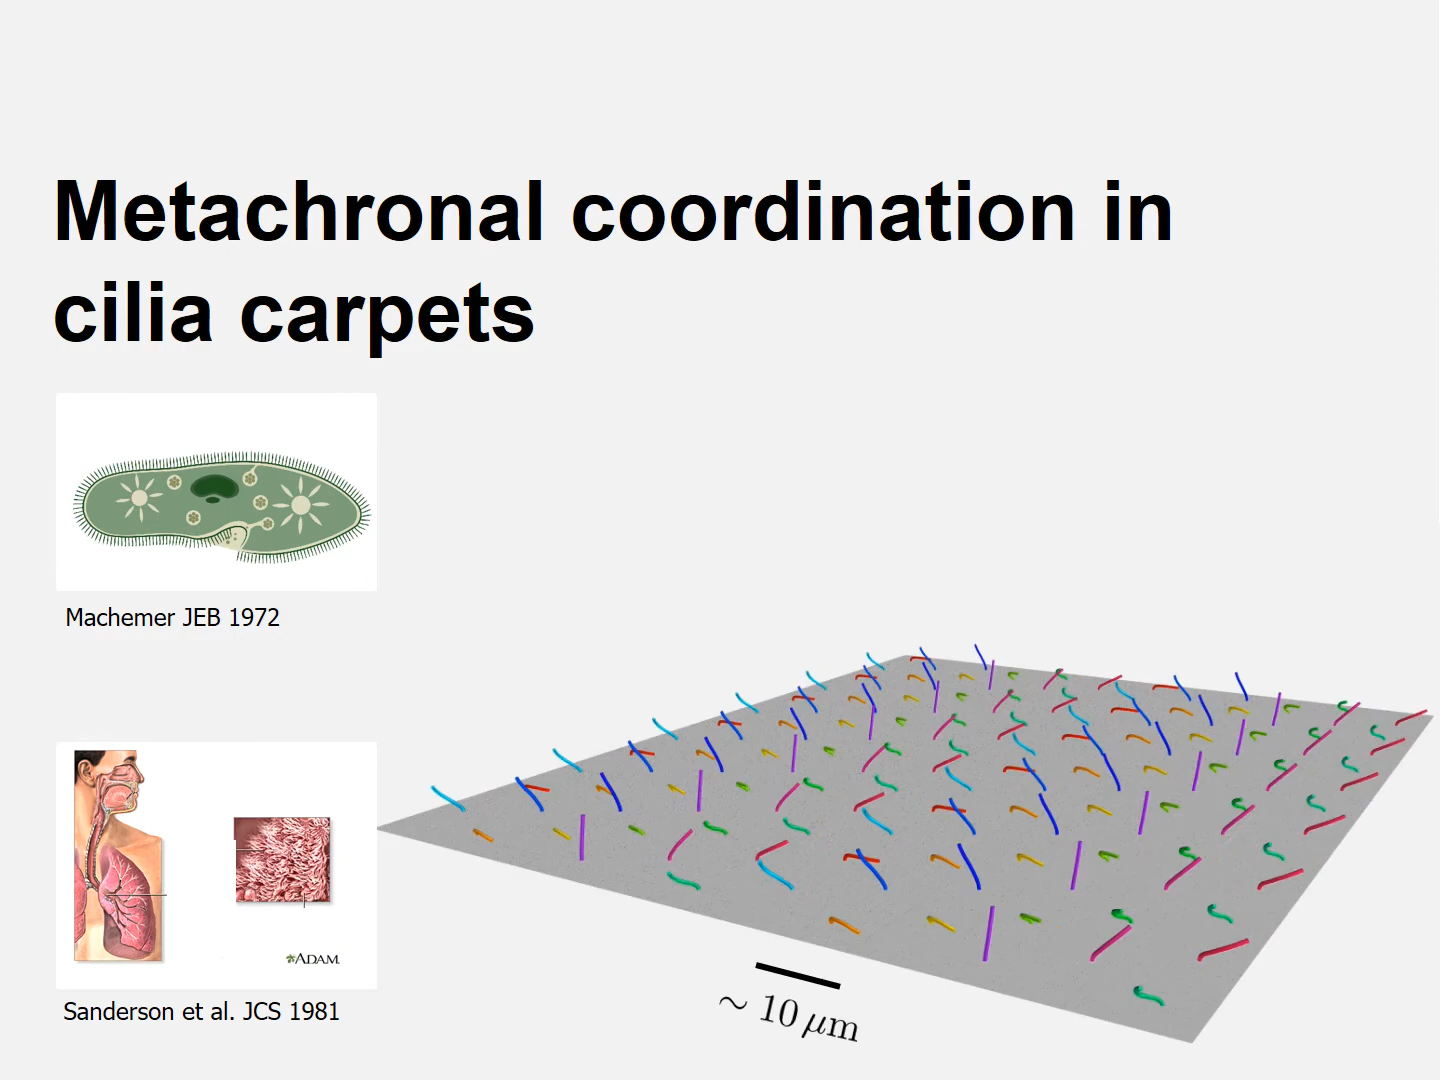 Metachronal coordination in
cilia carpets
Machemer JEB 1972
ADAM.
Sanderson et al. JCS 1981
~ 10 μm